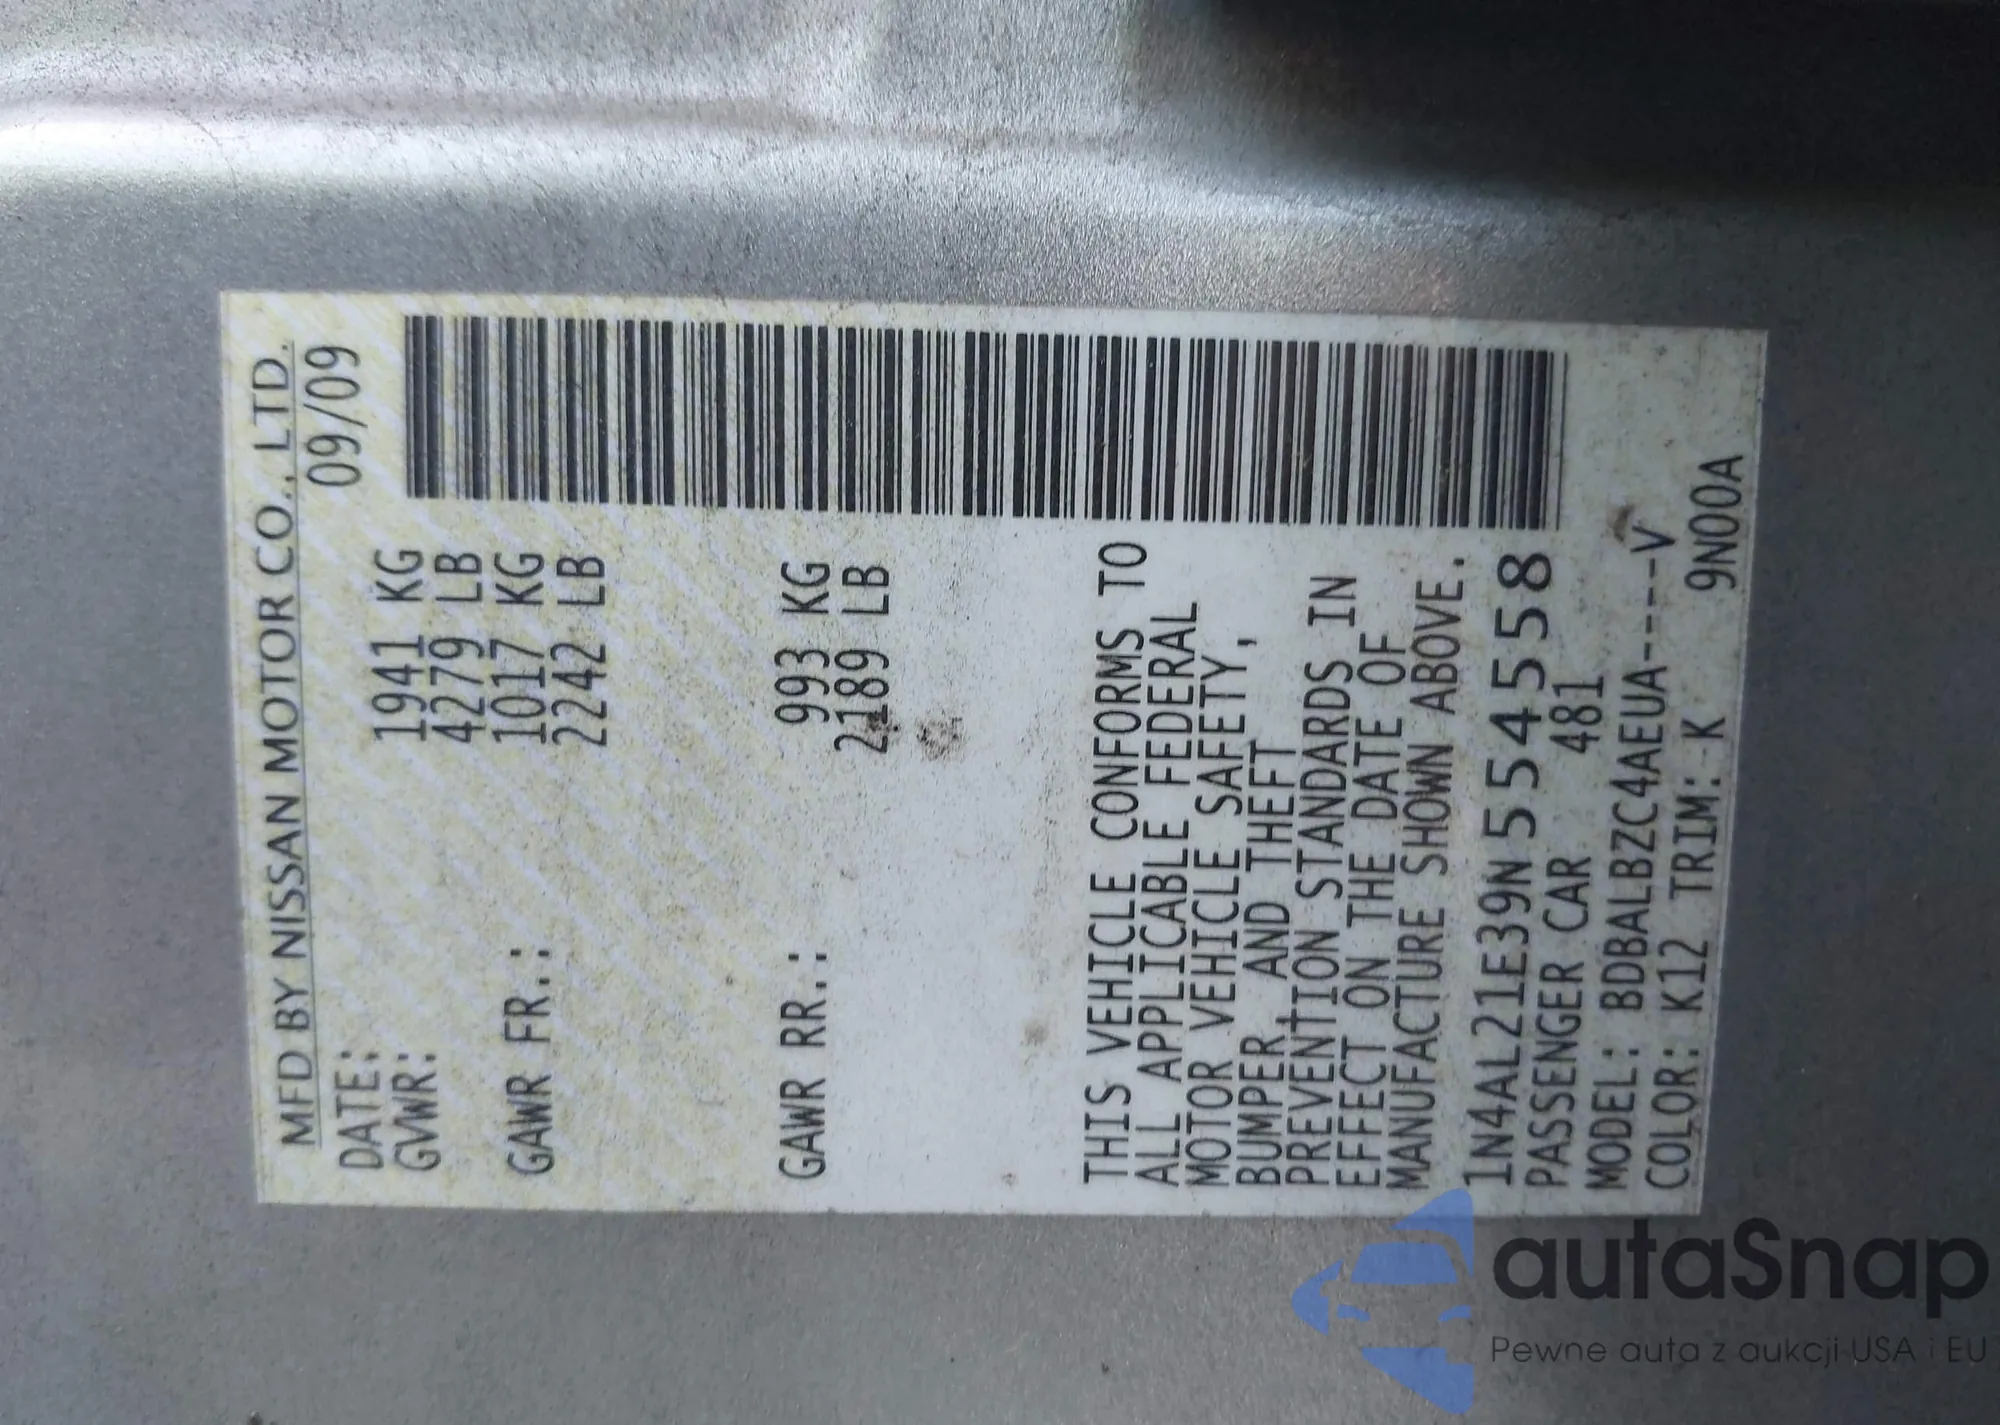 MFD BY NISSAN MOTOR CO., LTD.
DATE: 09/09
GVWR: 1941 KG
4279 LB
GAWR FR.: 1017 KG
2242 LB
GAWR RR.: 993 KG
2189 LB
THIS VEHICLE CONFORMS TO
ALL APPLICABLE FEDERAL
MOTOR VEHICLE SAFETY,
BUMPER AND THEFT
PREVENTION STANDARDS IN
EFFECT ON THE DATE OF
MANUFACTURE SHOWN ABOVE.
1N4AL21E39N554558
PASSENGER CAR 481
MODEL: BDBALBZC4AEUA-----V
COLOR: K12 TRIM: K 9N00A
autaSnap
Pewne auta z aukcji USA i EU